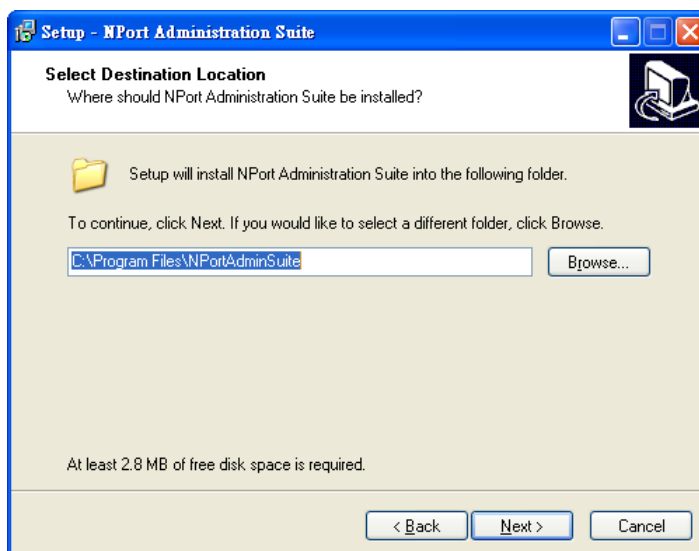 Setup - NPort Administration Suite
Select Destination Location
Where should NPort Administration Suite be installed?
Setup will install NPort Administration Suite into the following folder.
To continue, click Next. If you would like to select a different folder, click Browse.
C:\Program Files\NPortAdminSuite
Browse...
At least 2.8 MB of free disk space is required.
< Back Next > Cancel